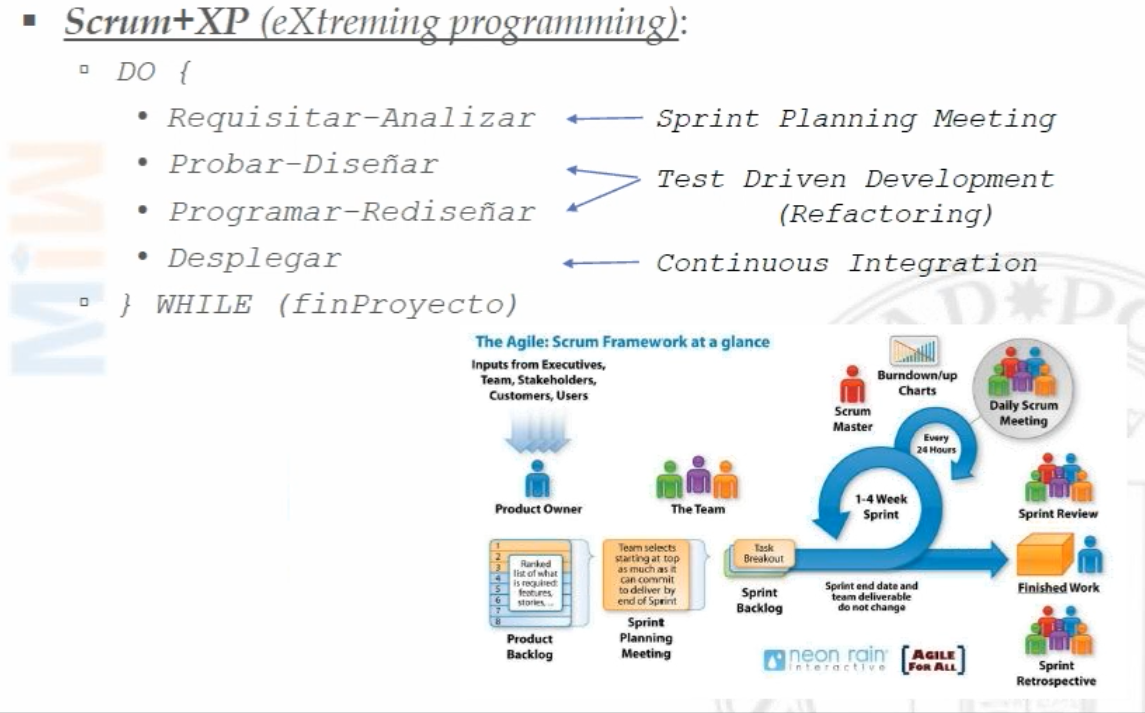 Scrum+XP (eXtreming programming):
DO {
Requisitar-Analizar
Sprint Planning Meeting
Probar-Diseñar
Test Driven Development
(Refactoring)
Programar-Rediseñar
Desplegar
Continuous Integration
} WHILE (finProyecto)
MiM
The Agile: Scrum Framework at a glance
Inputs from Executives,
Team, Stakeholders,
Customers, Users
Product Owner
The Team
Scrum
Master
Burndown/up
Charts
Daily Scrum
Meeting
Every
24 Hours
1-4 Week
Sprint
Sprint Review
1
2
3
4
5
6
7
8
Ranked
list of what
is required:
features,
stories, ...
Product
Backlog
Team selects
starting at top
as much as it
can commit
to deliver by
end of Sprint
Sprint
Planning
Meeting
Task
Breakout
Sprint
Backlog
Sprint end date and
team deliverable
do not change
Finished Work
Sprint
Retrospective
neon rain
interactive
AGILE
FOR ALL